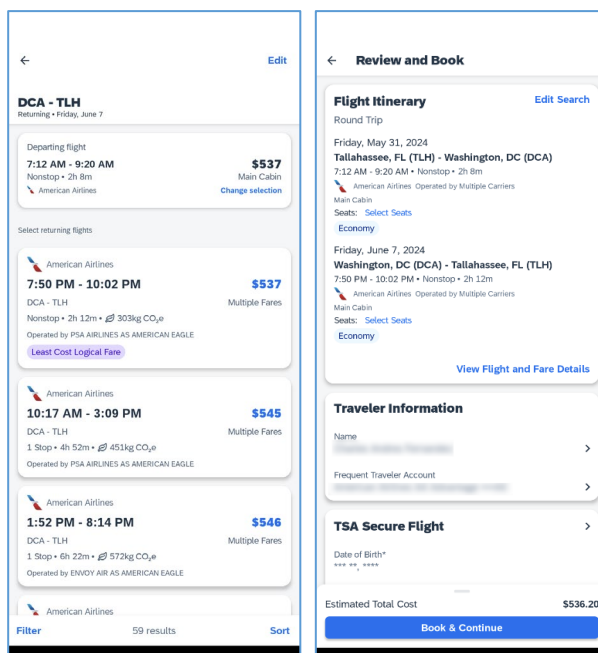 Edit
DCA - TLH
Returning • Friday, June 7
Departing flight
7:12 AM - 9:20 AM $537
Nonstop • 2h 8m Main Cabin
American Airlines Change selection
Select returning flights
American Airlines
7:50 PM - 10:02 PM $537
DCA - TLH Multiple Fares
Nonstop • 2h 12m • 303kg CO₂e
Operated by PSA AIRLINES AS AMERICAN EAGLE
Least Cost Logical Fare
American Airlines
10:17 AM - 3:09 PM $545
DCA - TLH Multiple Fares
1 Stop • 4h 52m • 451kg CO₂e
Operated by PSA AIRLINES AS AMERICAN EAGLE
American Airlines
1:52 PM - 8:14 PM $546
DCA - TLH Multiple Fares
1 Stop • 6h 22m • 572kg CO₂e
Operated by ENVOY AIR AS AMERICAN EAGLE
American Airlines
Filter 59 results Sort
Review and Book
Flight Itinerary Edit Search
Round Trip
Friday, May 31, 2024
Tallahassee, FL (TLH) - Washington, DC (DCA)
7:12 AM - 9:20 AM • Nonstop • 2h 8m
American Airlines Operated by Multiple Carriers
Main Cabin
Seats: Select Seats
Economy
Friday, June 7, 2024
Washington, DC (DCA) - Tallahassee, FL (TLH)
7:50 PM - 10:02 PM • Nonstop • 2h 12m
American Airlines Operated by Multiple Carriers
Main Cabin
Seats: Select Seats
Economy
View Flight and Fare Details
Traveler Information
Name
Frequent Traveler Account
TSA Secure Flight
Date of Birth*
*** **, ****
Estimated Total Cost $536.20
Book & Continue